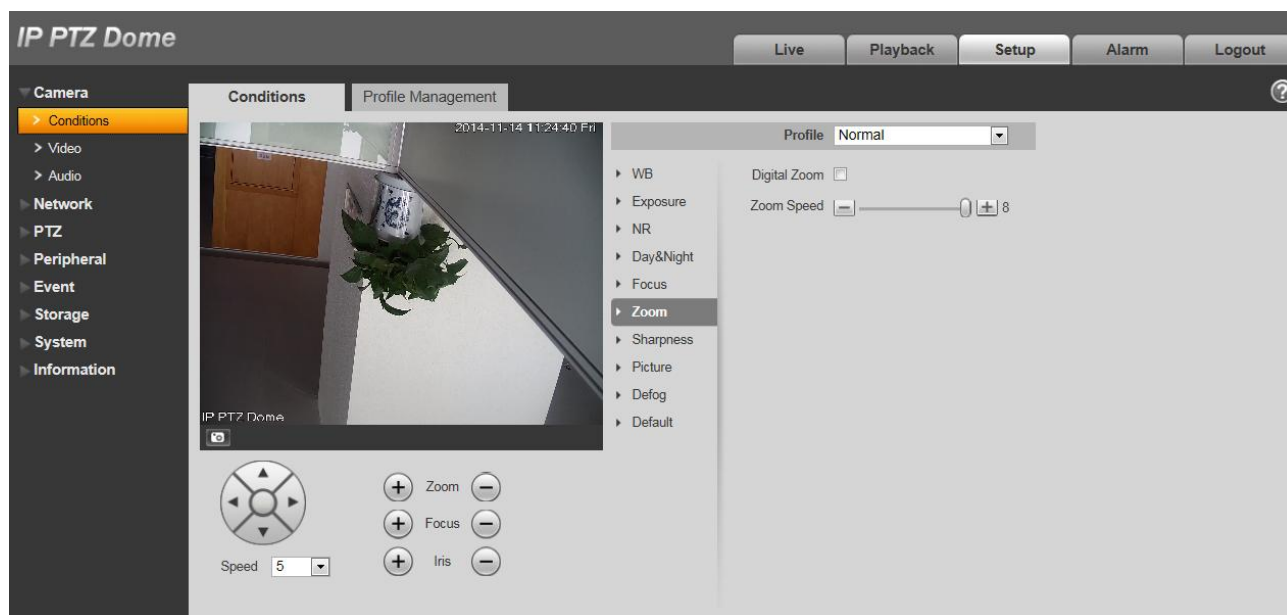 IP PTZ Dome
Live Playback Setup Alarm Logout
Camera
Conditions
Video
Audio
Network
PTZ
Peripheral
Event
Storage
System
Information
Conditions Profile Management
2014-11-14 11:24:40 Fri
IP PTZ Dome
Profile Normal
WB
Exposure
NR
Day&Night
Focus
Zoom
Sharpness
Picture
Defog
Default
Digital Zoom
Zoom Speed 8
Zoom
Focus
Iris
Speed 5
?